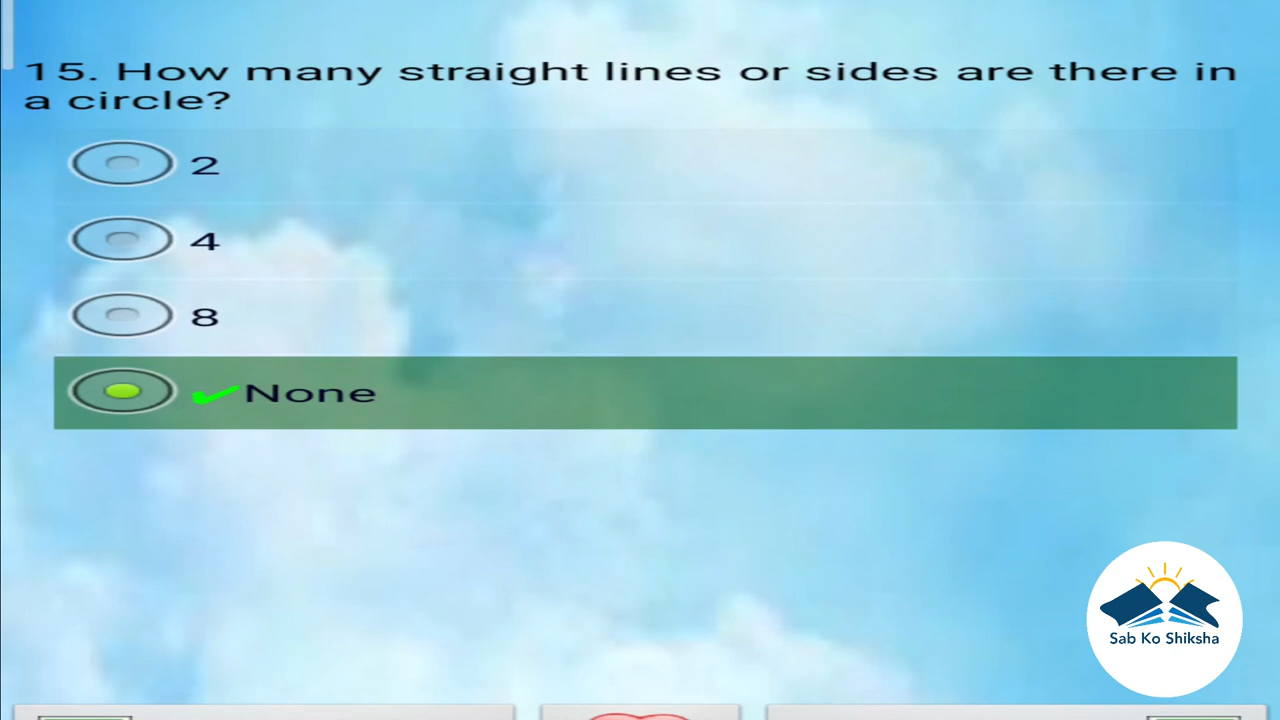 15. How many straight lines or sides are there in
a circle?
2
4
8
✔None
Sab Ko Shiksha